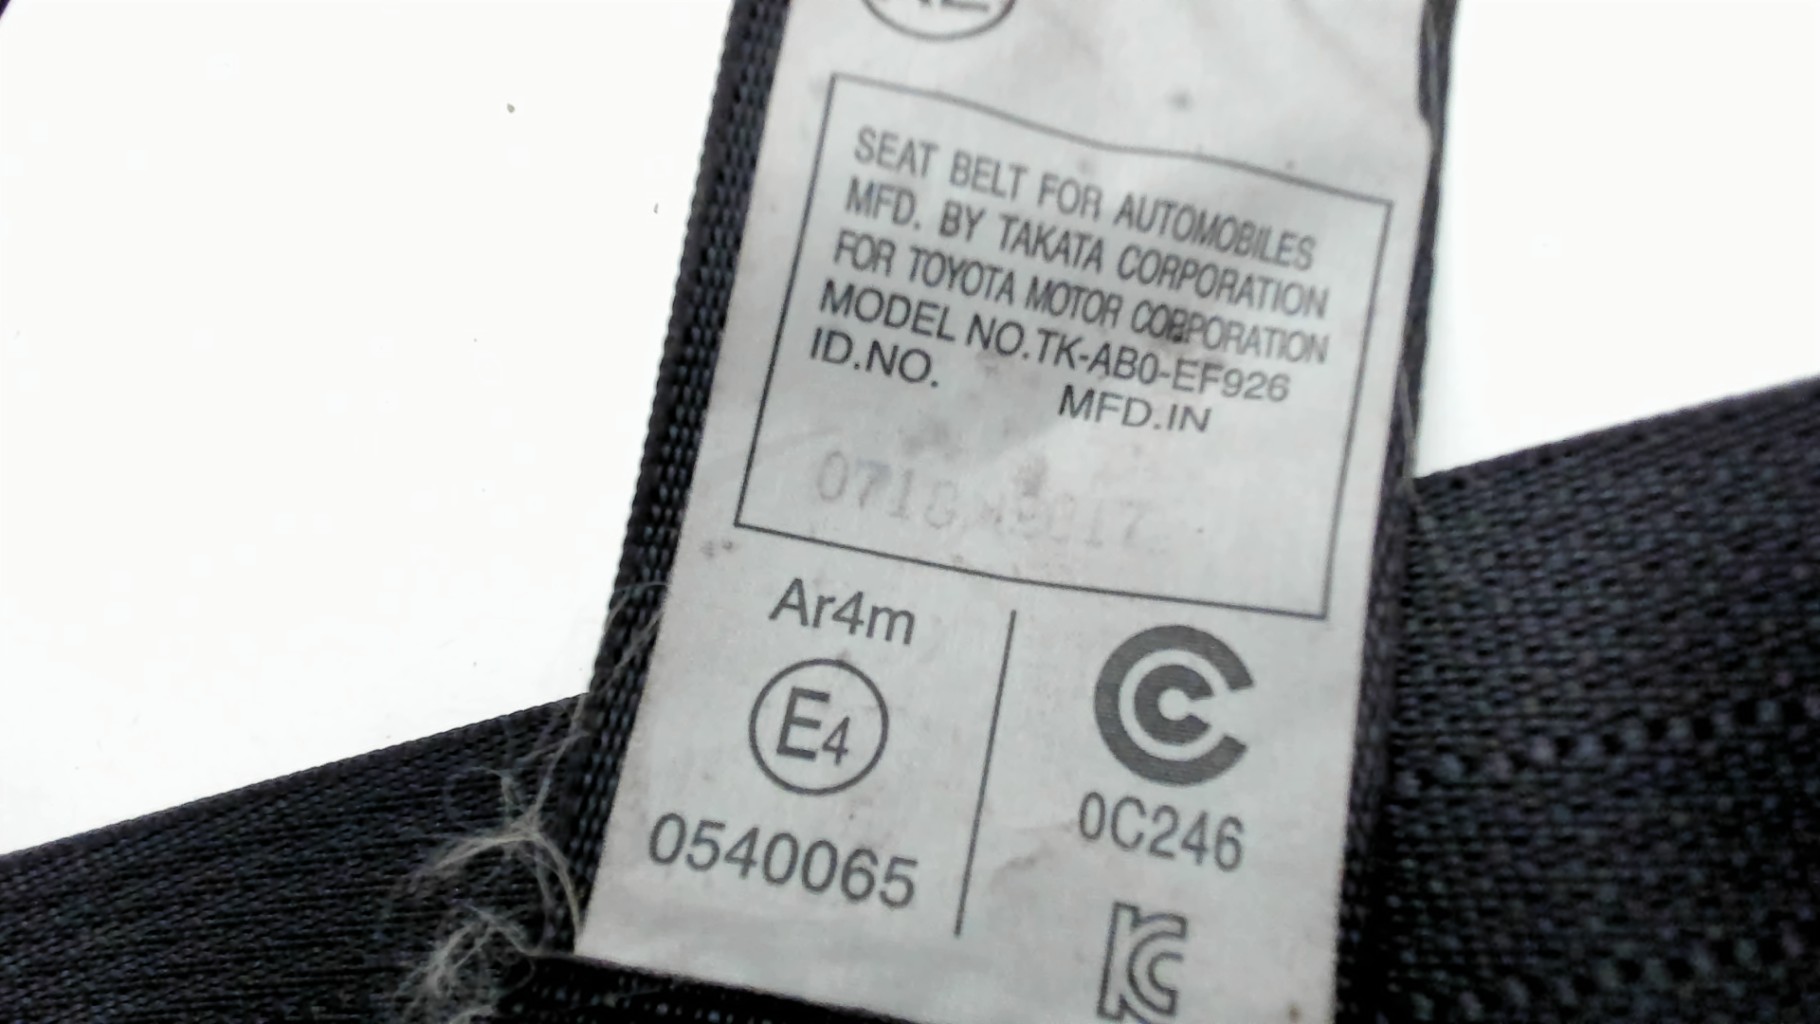 SEAT BELT FOR AUTOMOBILES
MFD. BY TAKATA CORPORATION
FOR TOYOTA MOTOR CORPORATION
MODEL NO.TK-AB0-EF926
ID.NO. MFD.IN
Ar4m
E4
0540065
0C246